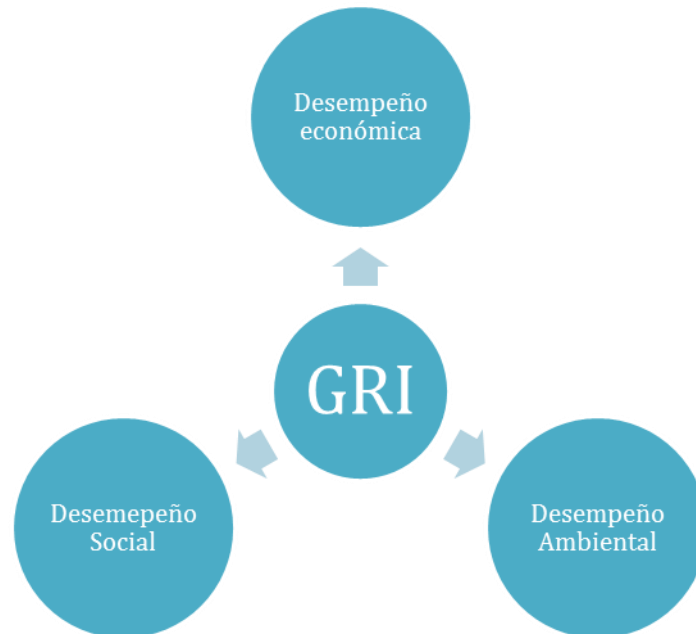 Desempeño
económica
GRI
Desemepeño
Social
Desempeño
Ambiental